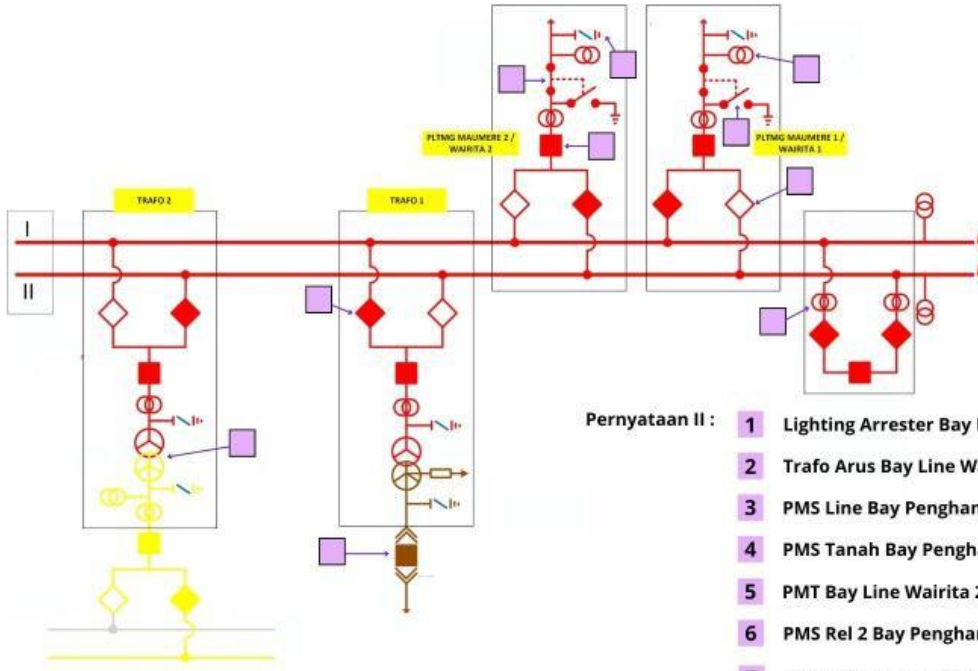 PLTMG MAUMERE 2 /
WAIRITA 2
PLTMG MAUMERE 1 /
WAIRITA 1
TRAFO 2
TRAFO 1
I
II
Pernyataan II :
1 Lighting Arrester Bay
2 Trafo Arus Bay Line
3 PMS Line Bay
4 PMS Tanah Bay
5 PMT Bay Line Wairita
6 PMS Rel 2 Bay